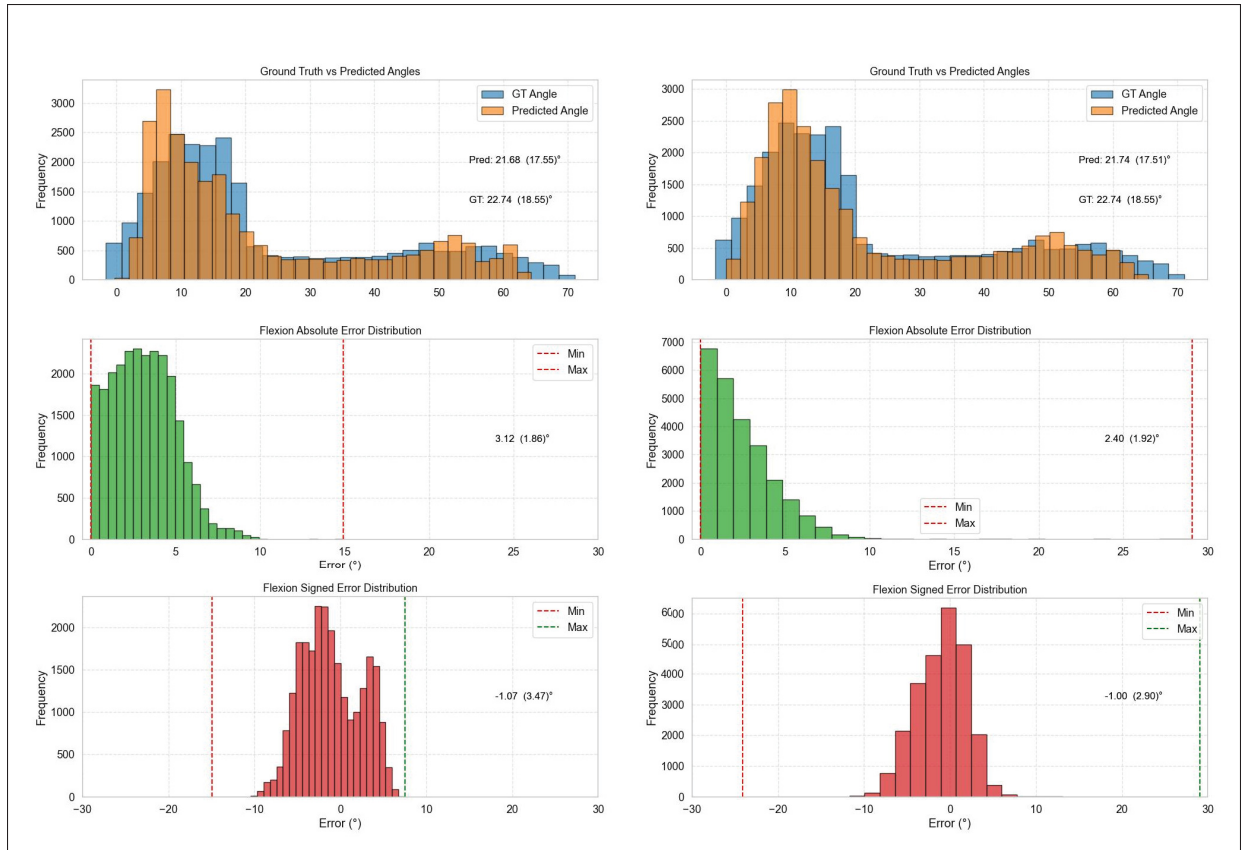 Ground Truth vs Predicted Angles
Frequency
3000
2500
2000
1500
1000
500
0
GT Angle
Predicted Angle
Pred: 21.68 (17.55)°
GT: 22.74 (18.55)°
0 10 20 30 40 50 60 70
Ground Truth vs Predicted Angles
Frequency
3000
2500
2000
1500
1000
500
0
GT Angle
Predicted Angle
Pred: 21.74 (17.51)°
GT: 22.74 (18.55)°
0 10 20 30 40 50 60 70
Flexion Absolute Error Distribution
Frequency
2000
1500
1000
500
0
Min
Max
3.12 (1.86)°
0 5 10 15 20 25 30
Error (°)
Flexion Absolute Error Distribution
Frequency
7000
6000
5000
4000
3000
2000
1000
0
2.40 (1.92)°
Min
Max
0 5 10 15 20 25 30
Error (°)
Flexion Signed Error Distribution
Frequency
2000
1500
1000
500
0
Min
Max
-1.07 (3.47)°
−30 −20 −10 0 10 20 30
Error (°)
Flexion Signed Error Distribution
Frequency
6000
5000
4000
3000
2000
1000
0
Min
Max
-1.00 (2.90)°
−30 −20 −10 0 10 20 30
Error (°)